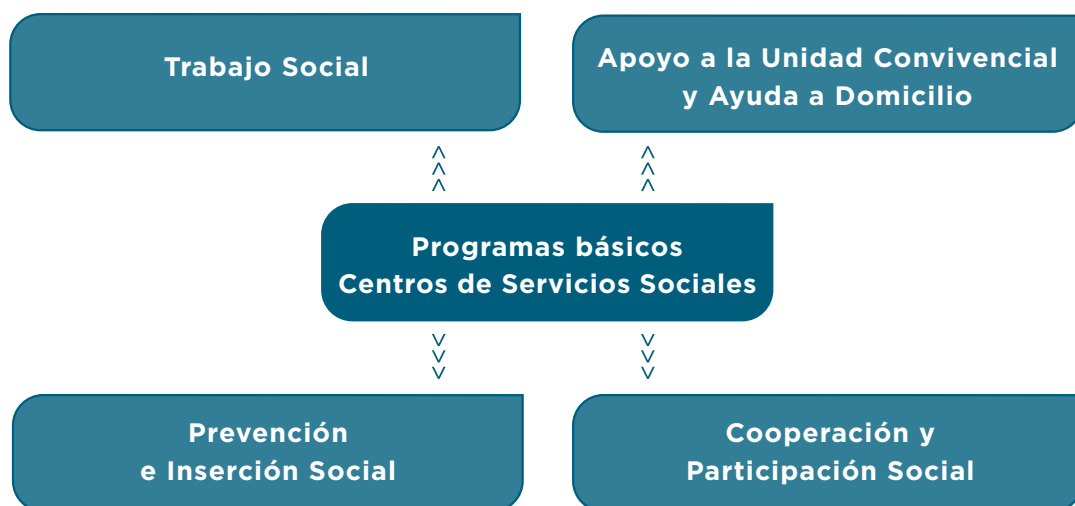 Trabajo Social
Apoyo a la Unidad Convivencial
y Ayuda a Domicilio
Programas básicos
Centros de Servicios Sociales
Prevención
e Inserción Social
Cooperación y
Participación Social